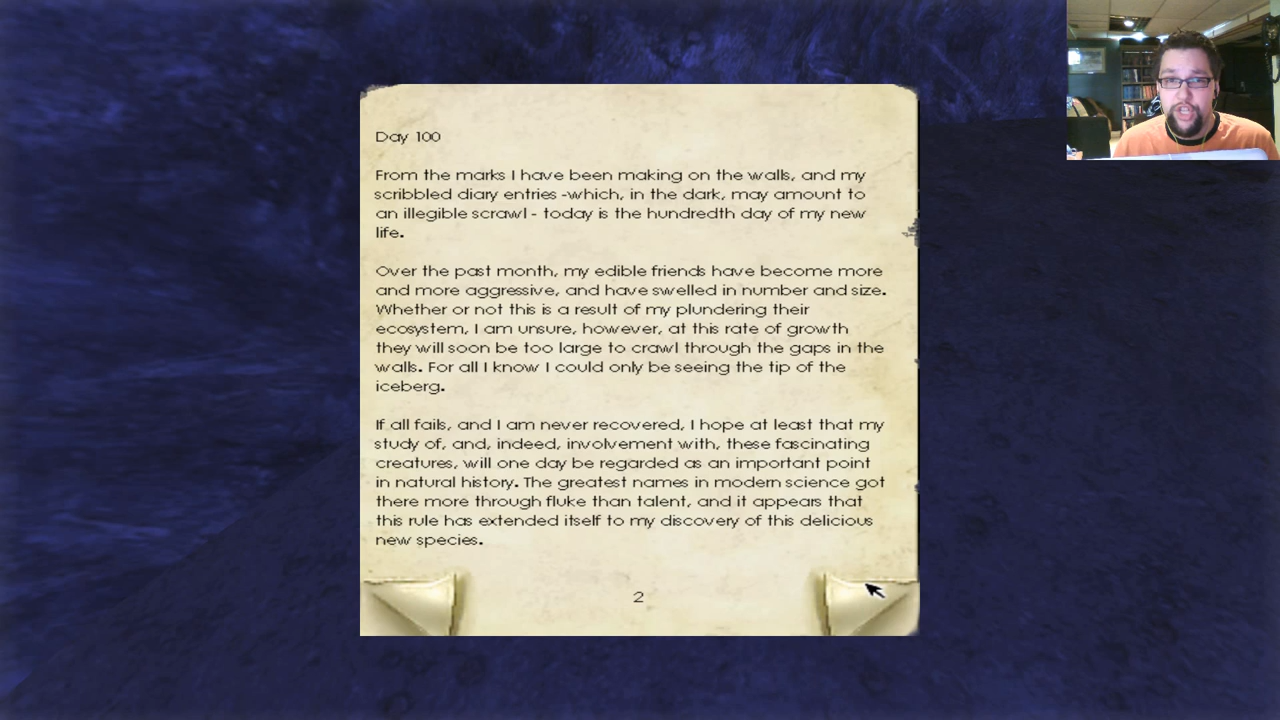 Day 100
From the marks I have been making on the walls, and my
scribbled diary entries -which, in the dark, may amount to
an illegible scrawl - today is the hundredth day of my new
life.
Over the past month, my edible friends have become more
and more aggressive, and have swelled in number and size.
Whether or not this is a result of my plundering their
ecosystem, I am unsure, however, at this rate of growth
they will soon be too large to crawl through the gaps in the
walls. For all I know I could only be seeing the tip of the
iceberg.
If all fails, and I am never recovered, I hope at least that my
study of, and, indeed, involvement with, these fascinating
creatures, will one day be regarded as an important point
in natural history. The greatest names in modern science got
there more through fluke than talent, and it appears that
this rule has extended itself to my discovery of this delicious
new species.
2